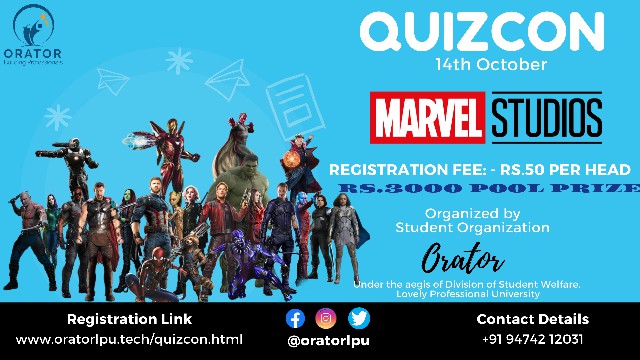 ORATOR
Building Professionals
QUIZCON
14th October
MARVEL STUDIOS
REGISTRATION FEE: - RS.50 PER HEAD
RS.3000 POOL PRIZE
Organized by
Student Organization
Orator
Under the aegis of Division of Student Welfare.
Lovely Professional University
Registration Link
www.oratorlpu.tech/quizcon.html
@oratorlpu
Contact Details
+91 94742 12031